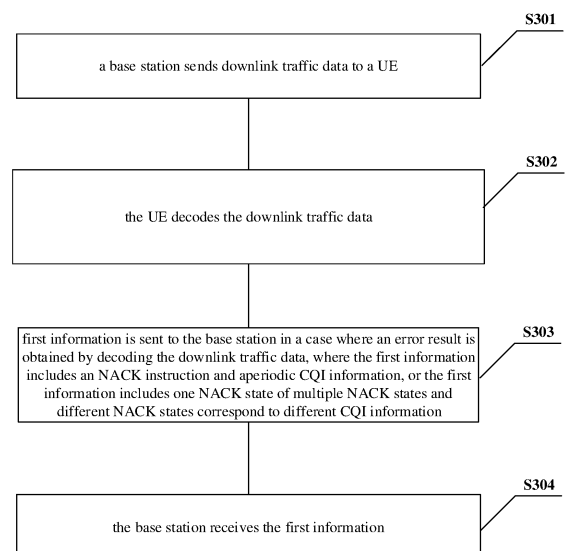 S301
a base station sends downlink traffic data to a UE
S302
the UE decodes the downlink traffic data
S303
first information is sent to the base station in a case where an error result is
obtained by decoding the downlink traffic data, where the first information
includes an NACK instruction and aperiodic CQI information, or the first
information includes one NACK state of multiple NACK states and
different NACK states correspond to different CQI information
S304
the base station receives the first information